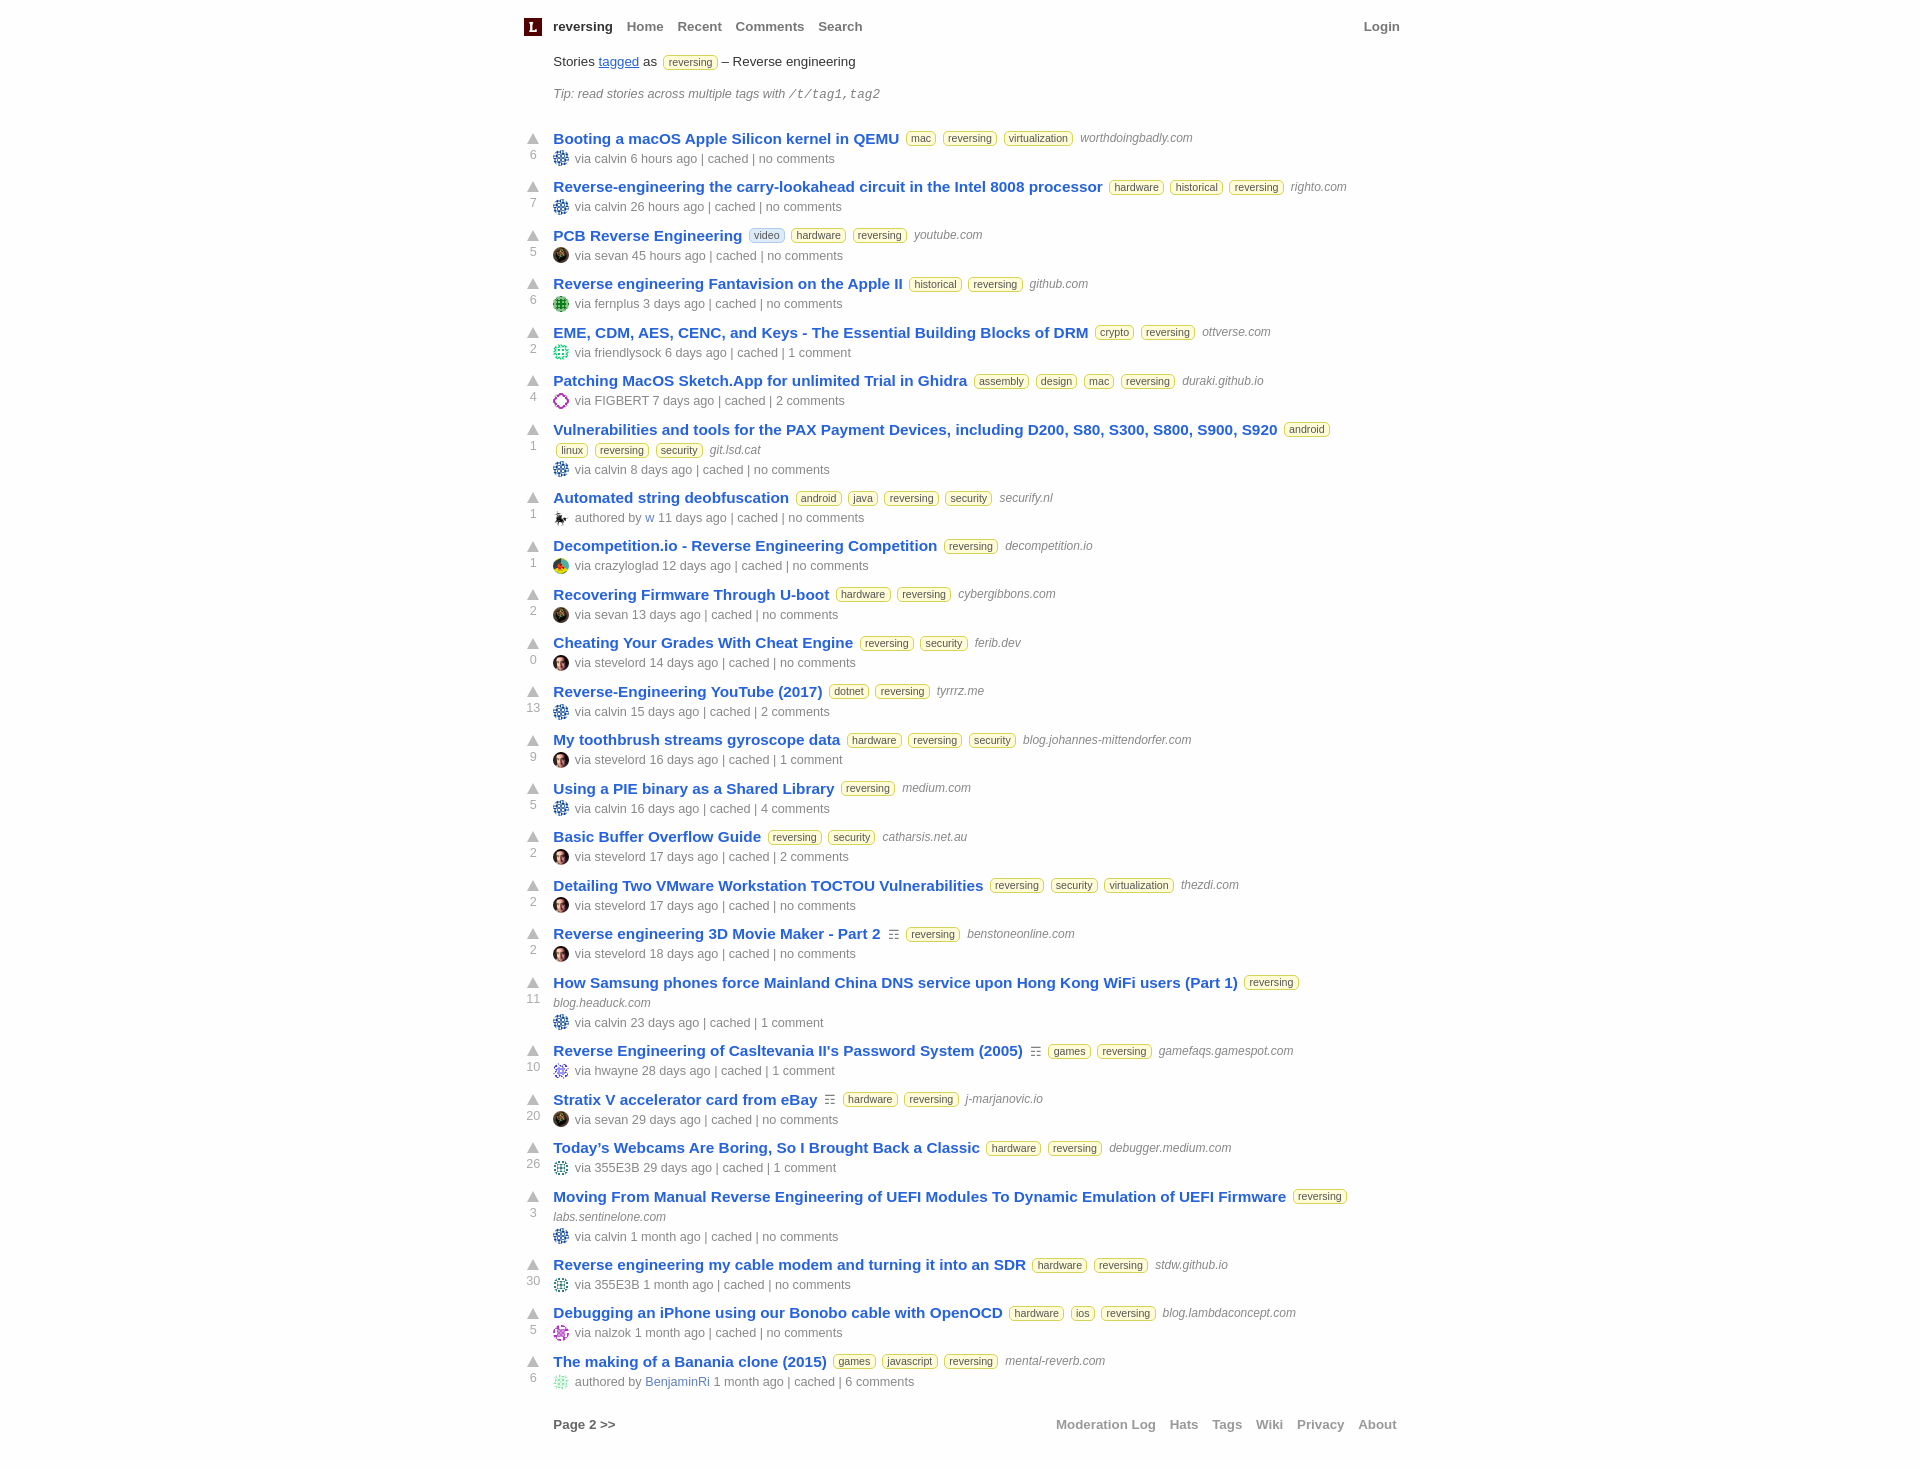 L reversing Home Recent Comments Search Login
Stories tagged as reversing – Reverse engineering
Tip: read stories across multiple tags with /t/tag1,tag2
Booting a macOS Apple Silicon kernel in QEMU mac reversing virtualization worthdoingbadly.com
6 via calvin 6 hours ago | cached | no comments
Reverse-engineering the carry-lookahead circuit in the Intel 8008 processor hardware historical reversing righto.com
7 via calvin 26 hours ago | cached | no comments
PCB Reverse Engineering video hardware reversing youtube.com
5 via sevan 45 hours ago | cached | no comments
Reverse engineering Fantavision on the Apple II historical reversing github.com
6 via fernplus 3 days ago | cached | no comments
EME, CDM, AES, CENC, and Keys - The Essential Building Blocks of DRM crypto reversing ottverse.com
2 via friendlysock 6 days ago | cached | 1 comment
Patching MacOS Sketch.App for unlimited Trial in Ghidra assembly design mac reversing duraki.github.io
4 via FIGBERT 7 days ago | cached | 2 comments
Vulnerabilities and tools for the PAX Payment Devices, including D200, S80, S300, S800, S900, S920 android
1 linux reversing security git.lsd.cat
via calvin 8 days ago | cached | no comments
Automated string deobfuscation android java reversing security securify.nl
1 authored by w 11 days ago | cached | no comments
Decompetition.io - Reverse Engineering Competition reversing decompetition.io
1 via crazyloglad 12 days ago | cached | no comments
Recovering Firmware Through U-boot hardware reversing cybergibbons.com
2 via sevan 13 days ago | cached | no comments
Cheating Your Grades With Cheat Engine reversing security ferib.dev
0 via stevelord 14 days ago | cached | no comments
Reverse-Engineering YouTube (2017) dotnet reversing tyrrrz.me
13 via calvin 15 days ago | cached | 2 comments
My toothbrush streams gyroscope data hardware reversing security blog.johannes-mittendorfer.com
9 via stevelord 16 days ago | cached | 1 comment
Using a PIE binary as a Shared Library reversing medium.com
5 via calvin 16 days ago | cached | 4 comments
Basic Buffer Overflow Guide reversing security catharsis.net.au
2 via stevelord 17 days ago | cached | 2 comments
Detailing Two VMware Workstation TOCTOU Vulnerabilities reversing security virtualization thezdi.com
2 via stevelord 17 days ago | cached | no comments
Reverse engineering 3D Movie Maker - Part 2 ☶ reversing benstoneonline.com
2 via stevelord 18 days ago | cached | no comments
How Samsung phones force Mainland China DNS service upon Hong Kong WiFi users (Part 1) reversing
11 blog.headuck.com
via calvin 23 days ago | cached | 1 comment
Reverse Engineering of Casltevania II's Password System (2005) ☶ games reversing gamefaqs.gamespot.com
10 via hwayne 28 days ago | cached | 1 comment
Stratix V accelerator card from eBay ☶ hardware reversing j-marjanovic.io
20 via sevan 29 days ago | cached | no comments
Today’s Webcams Are Boring, So I Brought Back a Classic hardware reversing debugger.medium.com
26 via 355E3B 29 days ago | cached | 1 comment
Moving From Manual Reverse Engineering of UEFI Modules To Dynamic Emulation of UEFI Firmware reversing
3 labs.sentinelone.com
via calvin 1 month ago | cached | no comments
Reverse engineering my cable modem and turning it into an SDR hardware reversing stdw.github.io
30 via 355E3B 1 month ago | cached | no comments
Debugging an iPhone using our Bonobo cable with OpenOCD hardware ios reversing blog.lambdaconcept.com
5 via nalzok 1 month ago | cached | no comments
The making of a Banania clone (2015) games javascript reversing mental-reverb.com
6 authored by BenjaminRi 1 month ago | cached | 6 comments
Page 2 >> Moderation Log Hats Tags Wiki Privacy About